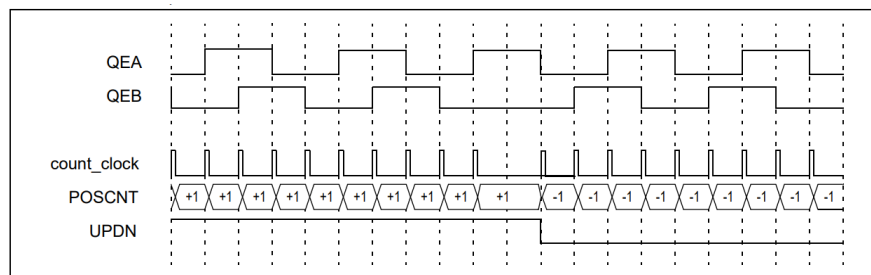 QEA
QEB
count_clock
POSCNT +1 +1 +1 +1 +1 +1 +1 +1 +1 +1 -1 -1 -1 -1 -1 -1 -1 -1 -1
UPDN